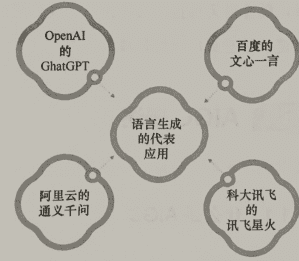 OpenAI
的
GhatGPT
百度的
文心一言
语言生成
的代表
应用
阿里云的
通义千问
科大讯飞
的
讯飞星火